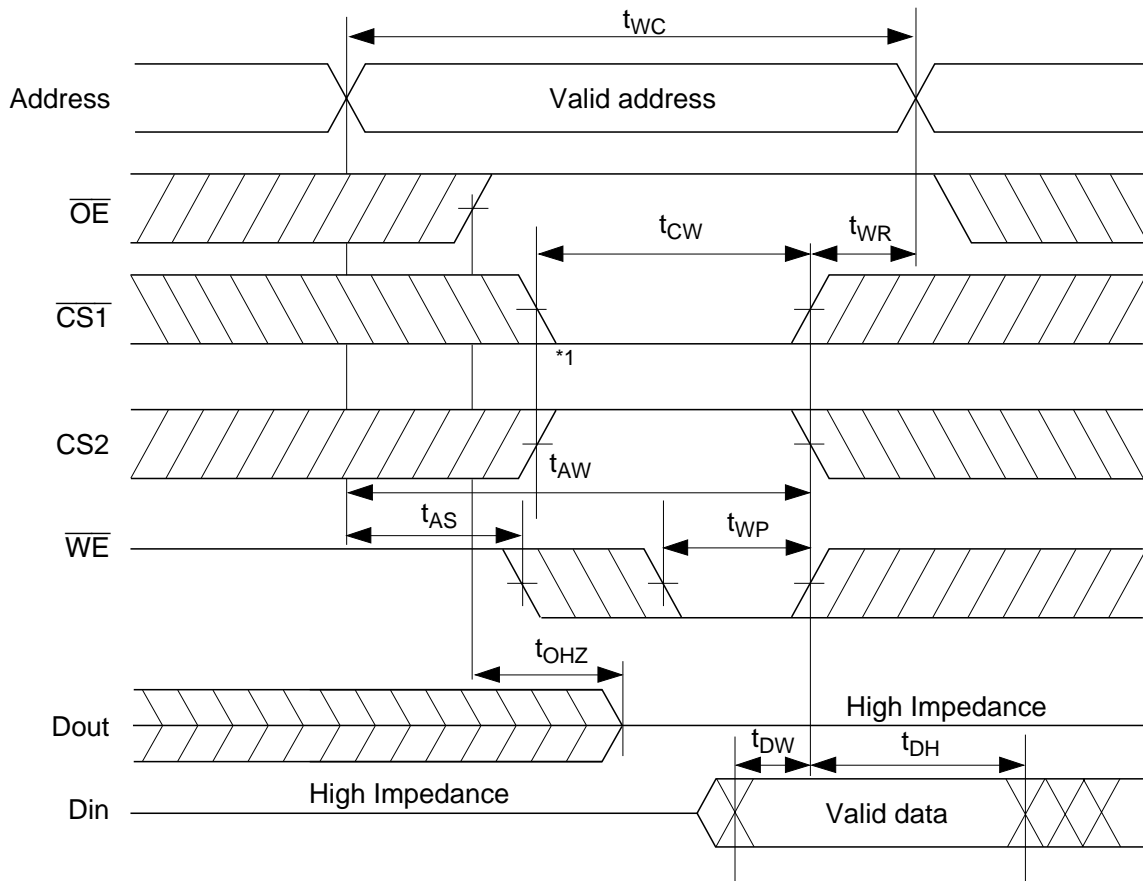 tWC
Address
Valid address
OE
tCW
tWR
CS1
*1
CS2
tAW
tAS
tWP
WE
tOHZ
Dout
High Impedance
tDW
tDH
High Impedance
Din
Valid data